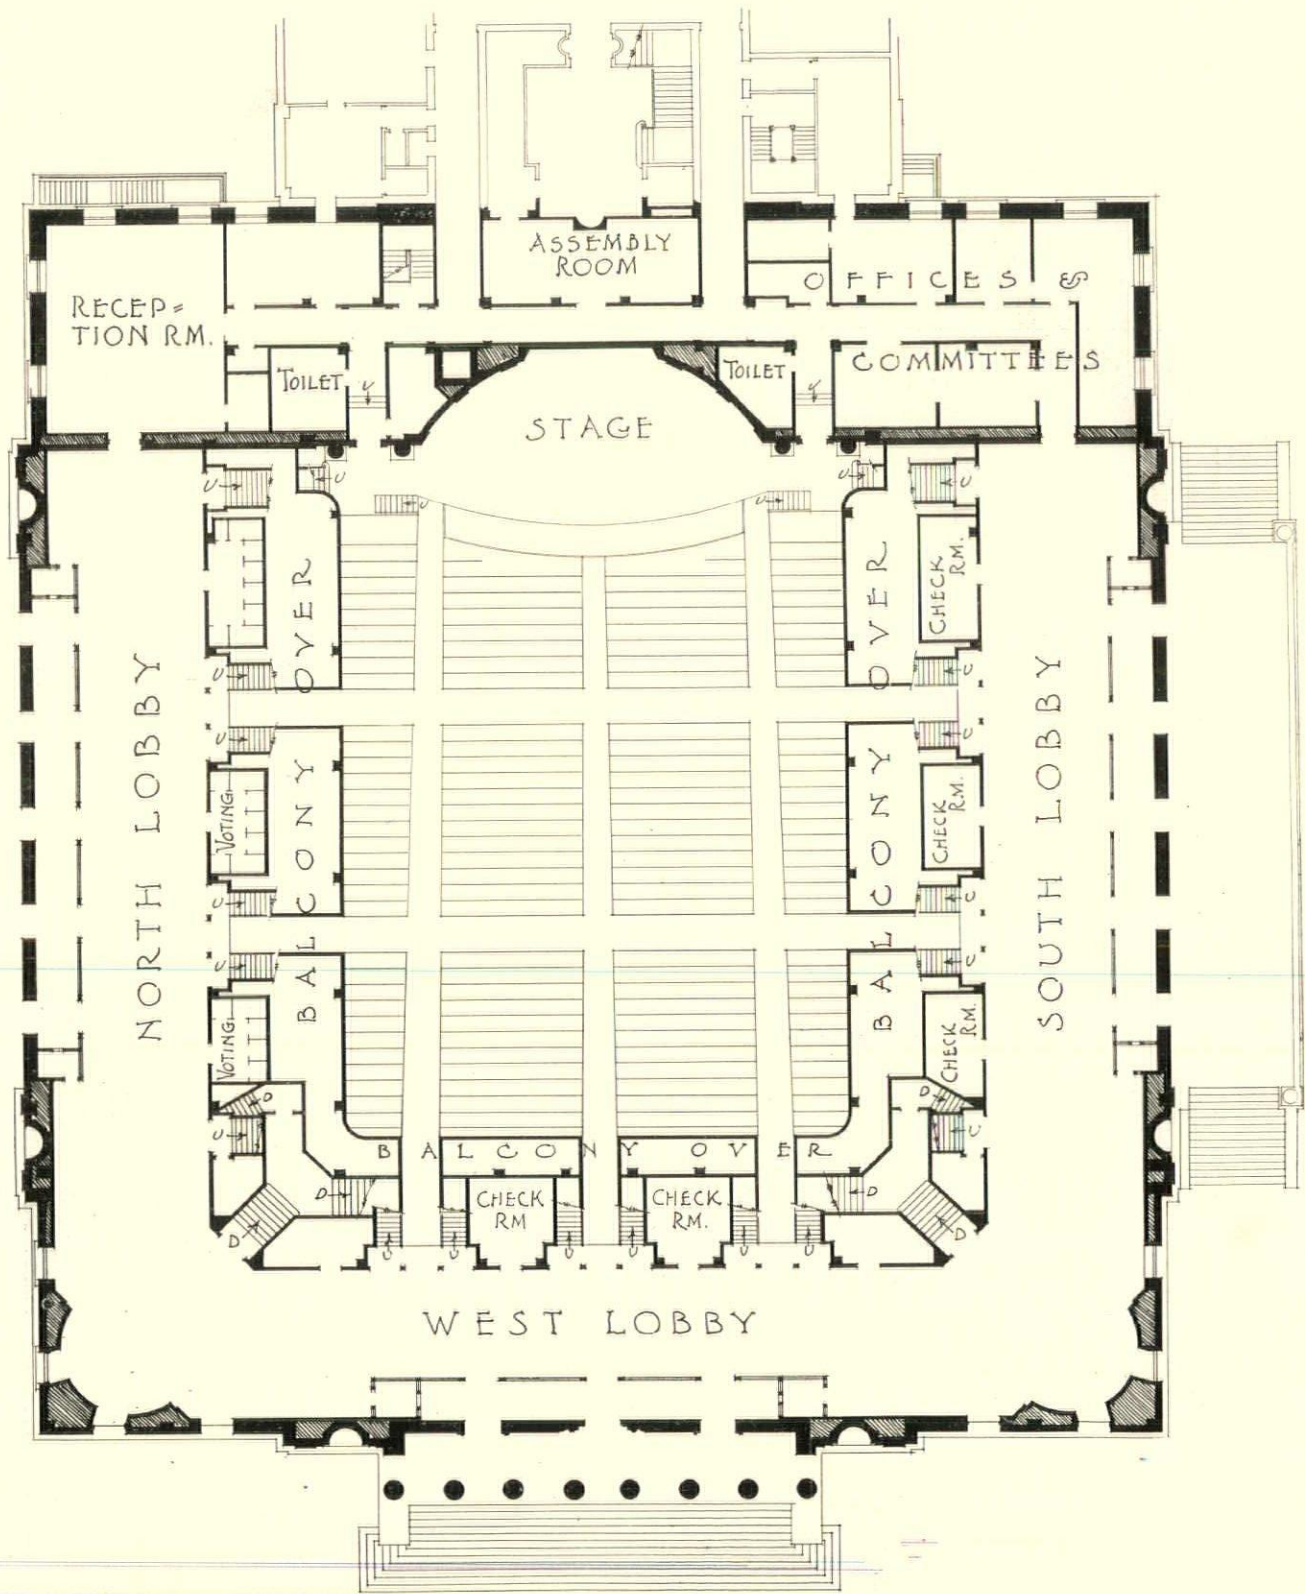 ASSEMBLY
ROOM
OFFICES &
RECEP=
TION RM.
COMMITTEES
TOILET
TOILET
U
U
STAGE
U
U
U
U
U
U
BALCONY OVER
BALCONY OVER
CHECK
RM.
NORTH LOBBY
SOUTH LOBBY
U
U
U
U
VOTING
CHECK
RM.
U
U
U
U
VOTING
CHECK
RM.
D
D
U
U
BALCONY OVER
D
D
CHECK
RM
CHECK
RM.
D
D
U
U
U
U
U
U
WEST LOBBY